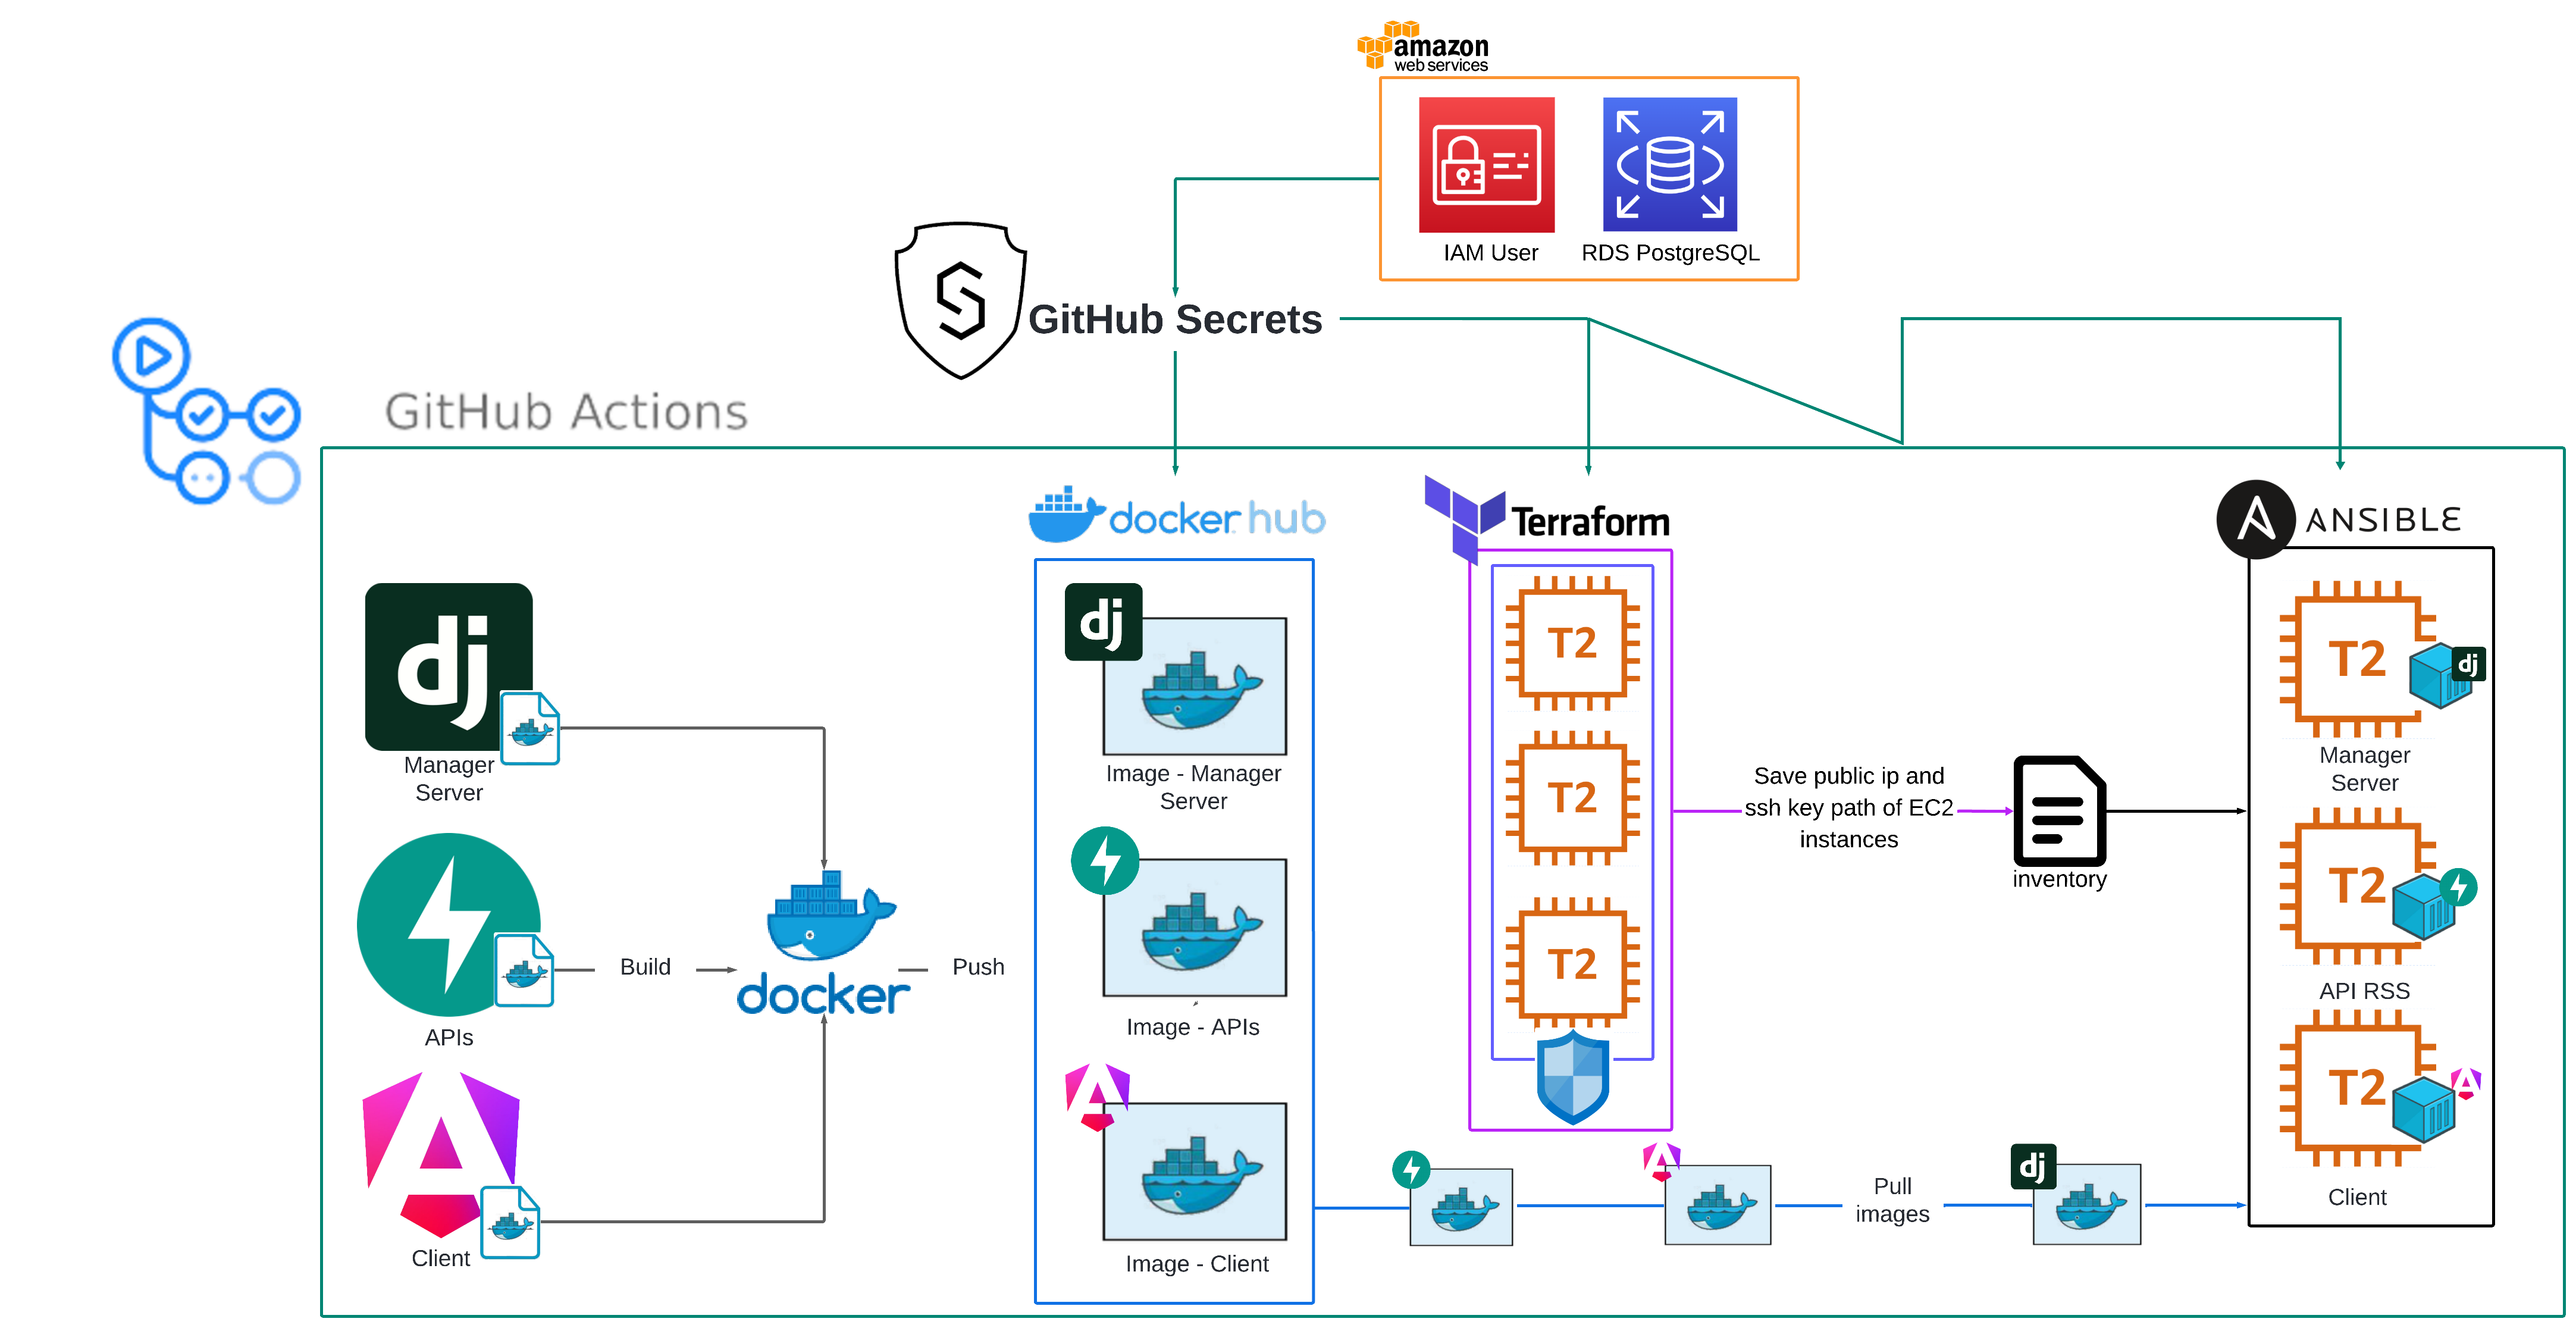 amazon
web services
IAM User
RDS PostgreSQL
GitHub Secrets
GitHub Actions
docker hub
Terraform
A ANSIBLE
dj
Manager
Server
APIs
Client
Build
docker
Push
dj
Image - Manager
Server
Image - APIs
Image - Client
T2
T2
T2
Save public ip and
ssh key path of EC2
instances
inventory
T2
dj
Manager
Server
T2
API RSS
T2
Client
dj
Pull
images